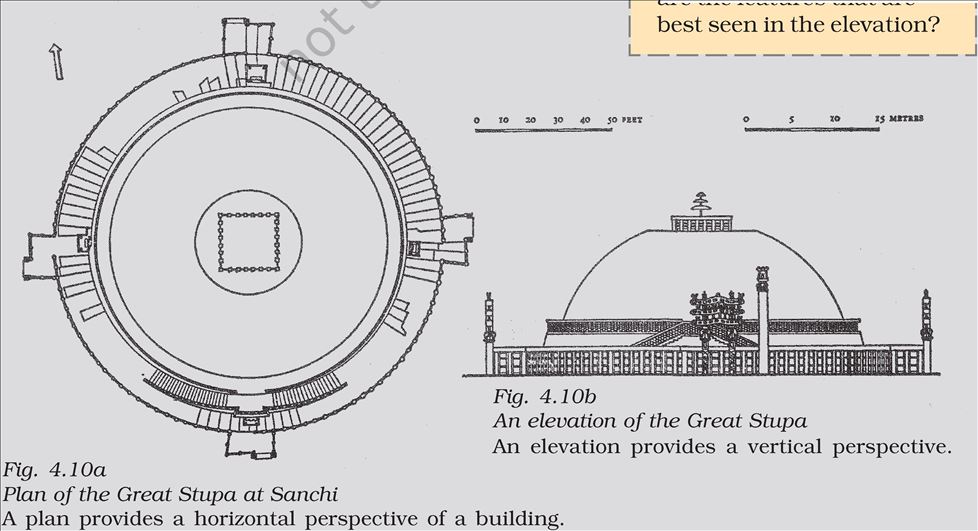 best seen in the elevation?
not
0 10 20 30 40 50 FEET
0 5 10 15 METRES
Fig. 4.10b
An elevation of the Great Stupa
An elevation provides a vertical perspective.
Fig. 4.10a
Plan of the Great Stupa at Sanchi
A plan provides a horizontal perspective of a building.